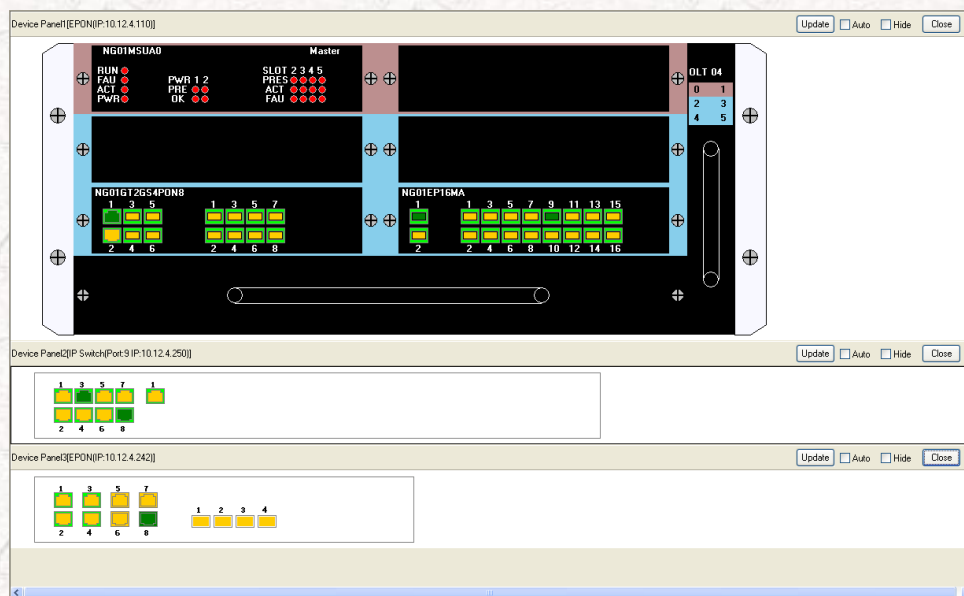 Device Panel1[EPON(IP:10.12.4.110)] Update Auto Hide Close
NG01MSUA0 Master
RUN
FAU
ACT
PWR
PWR 1 2
PRE
OK
SLOT 2 3 4 5
PRES
ACT
FAU
OLT 04
0 1
2 3
4 5
NG01GT2GS4PON8
1 3 5 1 3 5 7
2 4 6 2 4 6 8
NG01EP16MA
1 1 3 5 7 9 11 13 15
2 2 4 6 8 10 12 14 16
Device Panel2[IP Switch(Port:9 IP:10.12.4.250)] Update Auto Hide Close
1 3 5 7 1
2 4 6 8
Device Panel3[EPON(IP:10.12.4.242)] Update Auto Hide Close
1 3 5 7
1 2 3 4
2 4 6 8